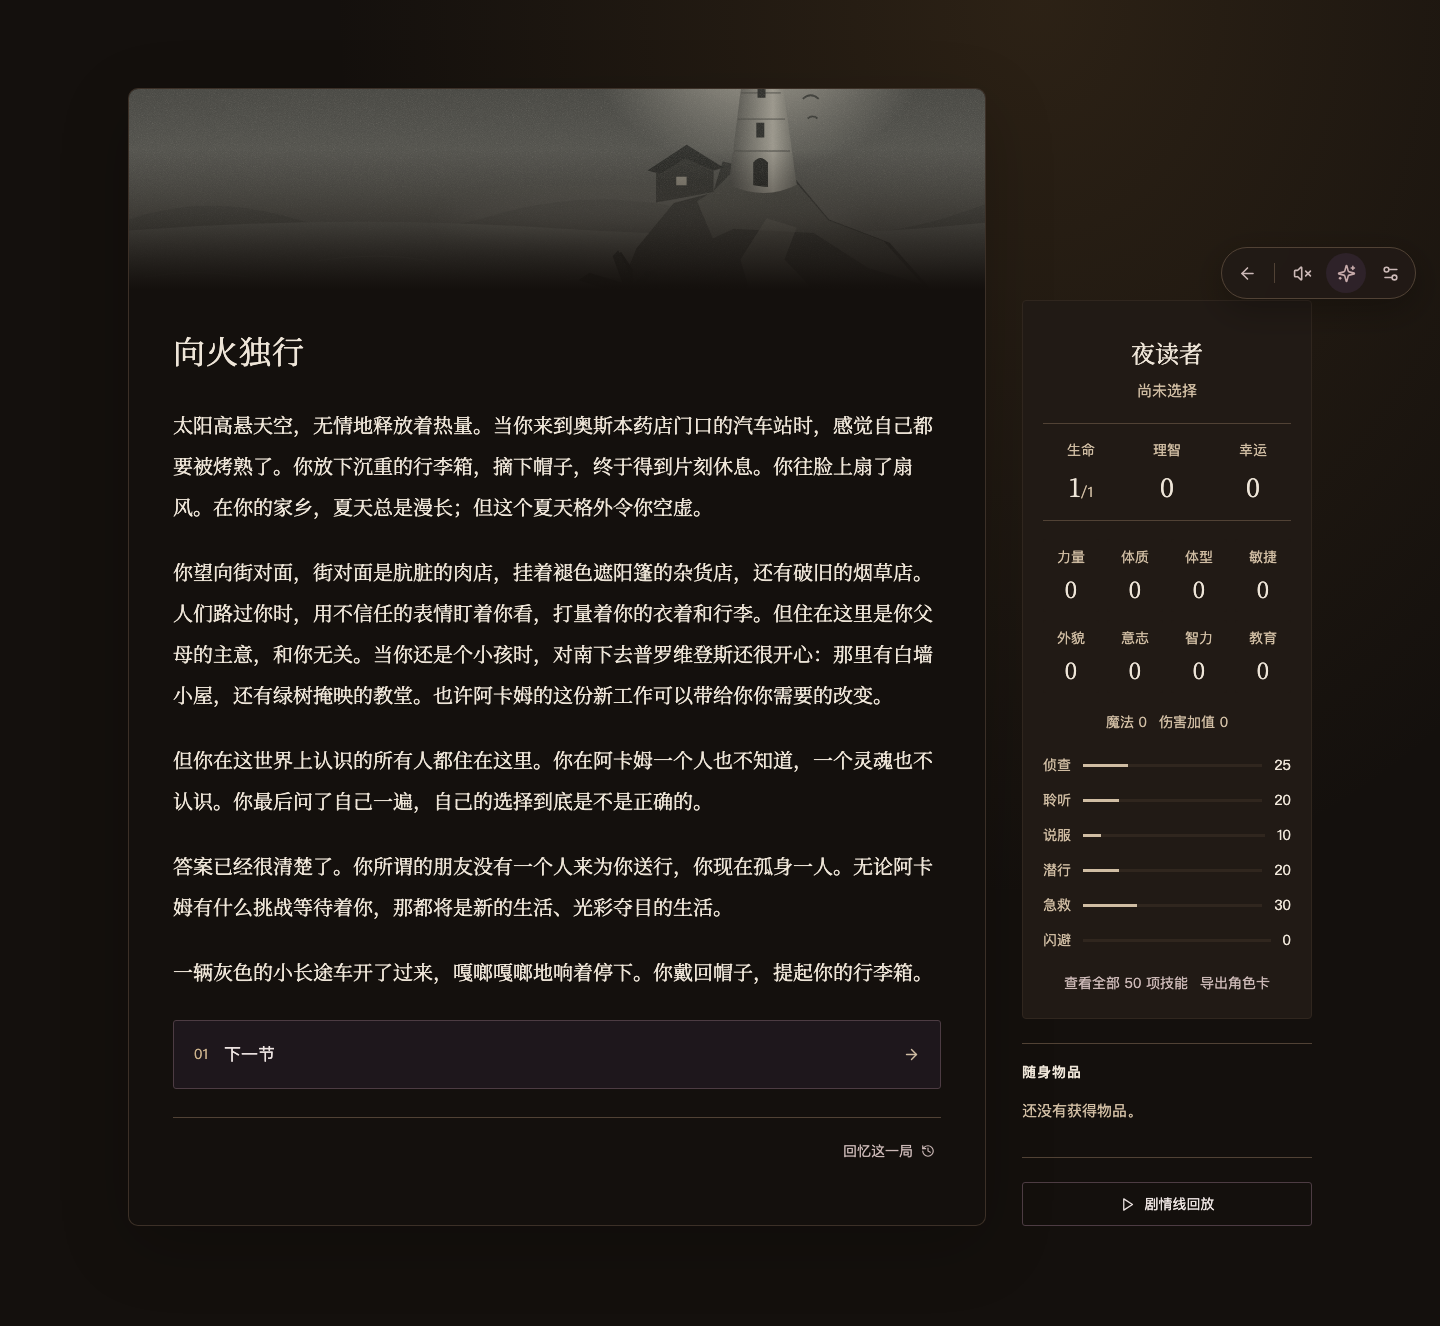 向火独行
太阳高悬天空，无情地释放着热量。当你来到奥斯本药店门口的汽车站时，感觉自己都
要被烤熟了。你放下沉重的行李箱，摘下帽子，终于得到片刻休息。你往脸上扇了扇
风。在你的家乡，夏天总是漫长；但这个夏天格外令你空虚。
你望向街对面，街对面是肮脏的肉店，挂着褪色遮阳篷的杂货店，还有破旧的烟草店。
人们路过你时，用不信任的表情盯着你看，打量着你的衣着和行李。但住在这里是你父
母的主意，和你无关。当你还是个小孩时，对南下去普罗维登斯还很开心：那里有白墙
小屋，还有绿树掩映的教堂。也许阿卡姆的这份新工作可以带给你你需要的改变。
但你在这世界上认识的所有人都住在这里。你在阿卡姆一个人也不知道，一个灵魂也不
认识。你最后问了自己一遍，自己的选择到底是不是正确的。
答案已经很清楚了。你所谓的朋友没有一个人来为你送行，你现在孤身一人。无论阿卡
姆有什么挑战等待着你，那都将是新的生活、光彩夺目的生活。
一辆灰色的小长途车开了过来，嘎啷嘎啷地响着停下。你戴回帽子，提起你的行李箱。
01 下一节
回忆这一局
夜读者
尚未选择
生命 理智 幸运
1/1 0 0
力量 体质 体型 敏捷
0 0 0 0
外貌 意志 智力 教育
0 0 0 0
魔法 0 伤害加值 0
侦查 25
聆听 20
说服 10
潜行 20
急救 30
闪避 0
查看全部 50 项技能 导出角色卡
随身物品
还没有获得物品。
剧情线回放